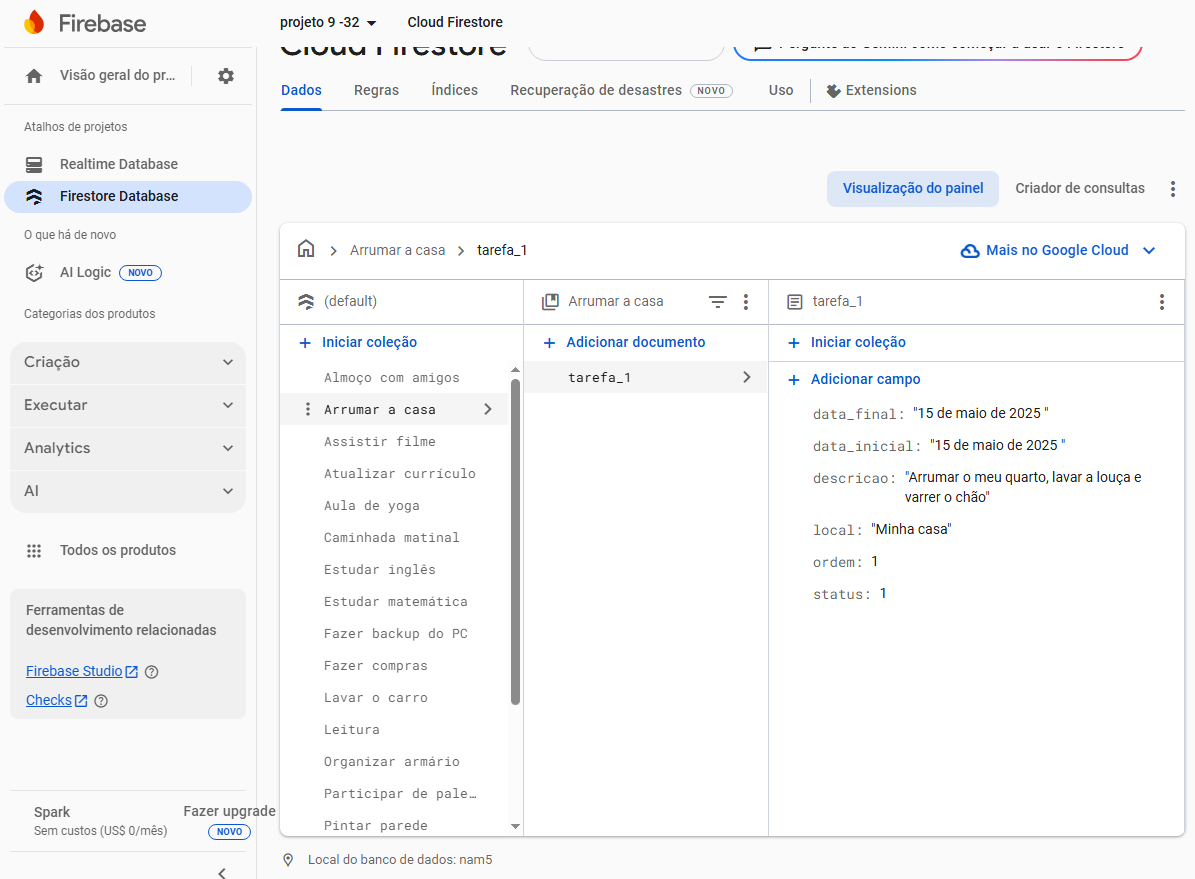 Firebase
projeto 9 -32
Cloud Firestore
Cloud Firestore
Visão geral do pr...
Dados
Regras
Índices
Recuperação de desastres
NOVO
Uso
Extensions
Atalhos de projetos
Realtime Database
Firestore Database
O que há de novo
AI Logic
NOVO
Categorias dos produtos
Criação
Executar
Analytics
AI
Todos os produtos
Ferramentas de
desenvolvimento relacionadas
Firebase Studio
Checks
Spark
Sem custos (US$ 0/mês)
Fazer upgrade
NOVO
Visualização do painel
Criador de consultas
Arrumar a casa
tarefa_1
Mais no Google Cloud
(default)
Iniciar coleção
Almoço com amigos
Arrumar a casa
Assistir filme
Atualizar currículo
Aula de yoga
Caminhada matinal
Estudar inglês
Estudar matemática
Fazer backup do PC
Fazer compras
Lavar o carro
Leitura
Organizar armário
Participar de pale…
Pintar parede
Arrumar a casa
Adicionar documento
tarefa_1
tarefa_1
Iniciar coleção
Adicionar campo
data_final: "15 de maio de 2025 "
data_inicial: "15 de maio de 2025 "
descricao: "Arrumar o meu quarto, lavar a louça e
varrer o chão"
local: "Minha casa"
ordem: 1
status: 1
Local do banco de dados: nam5